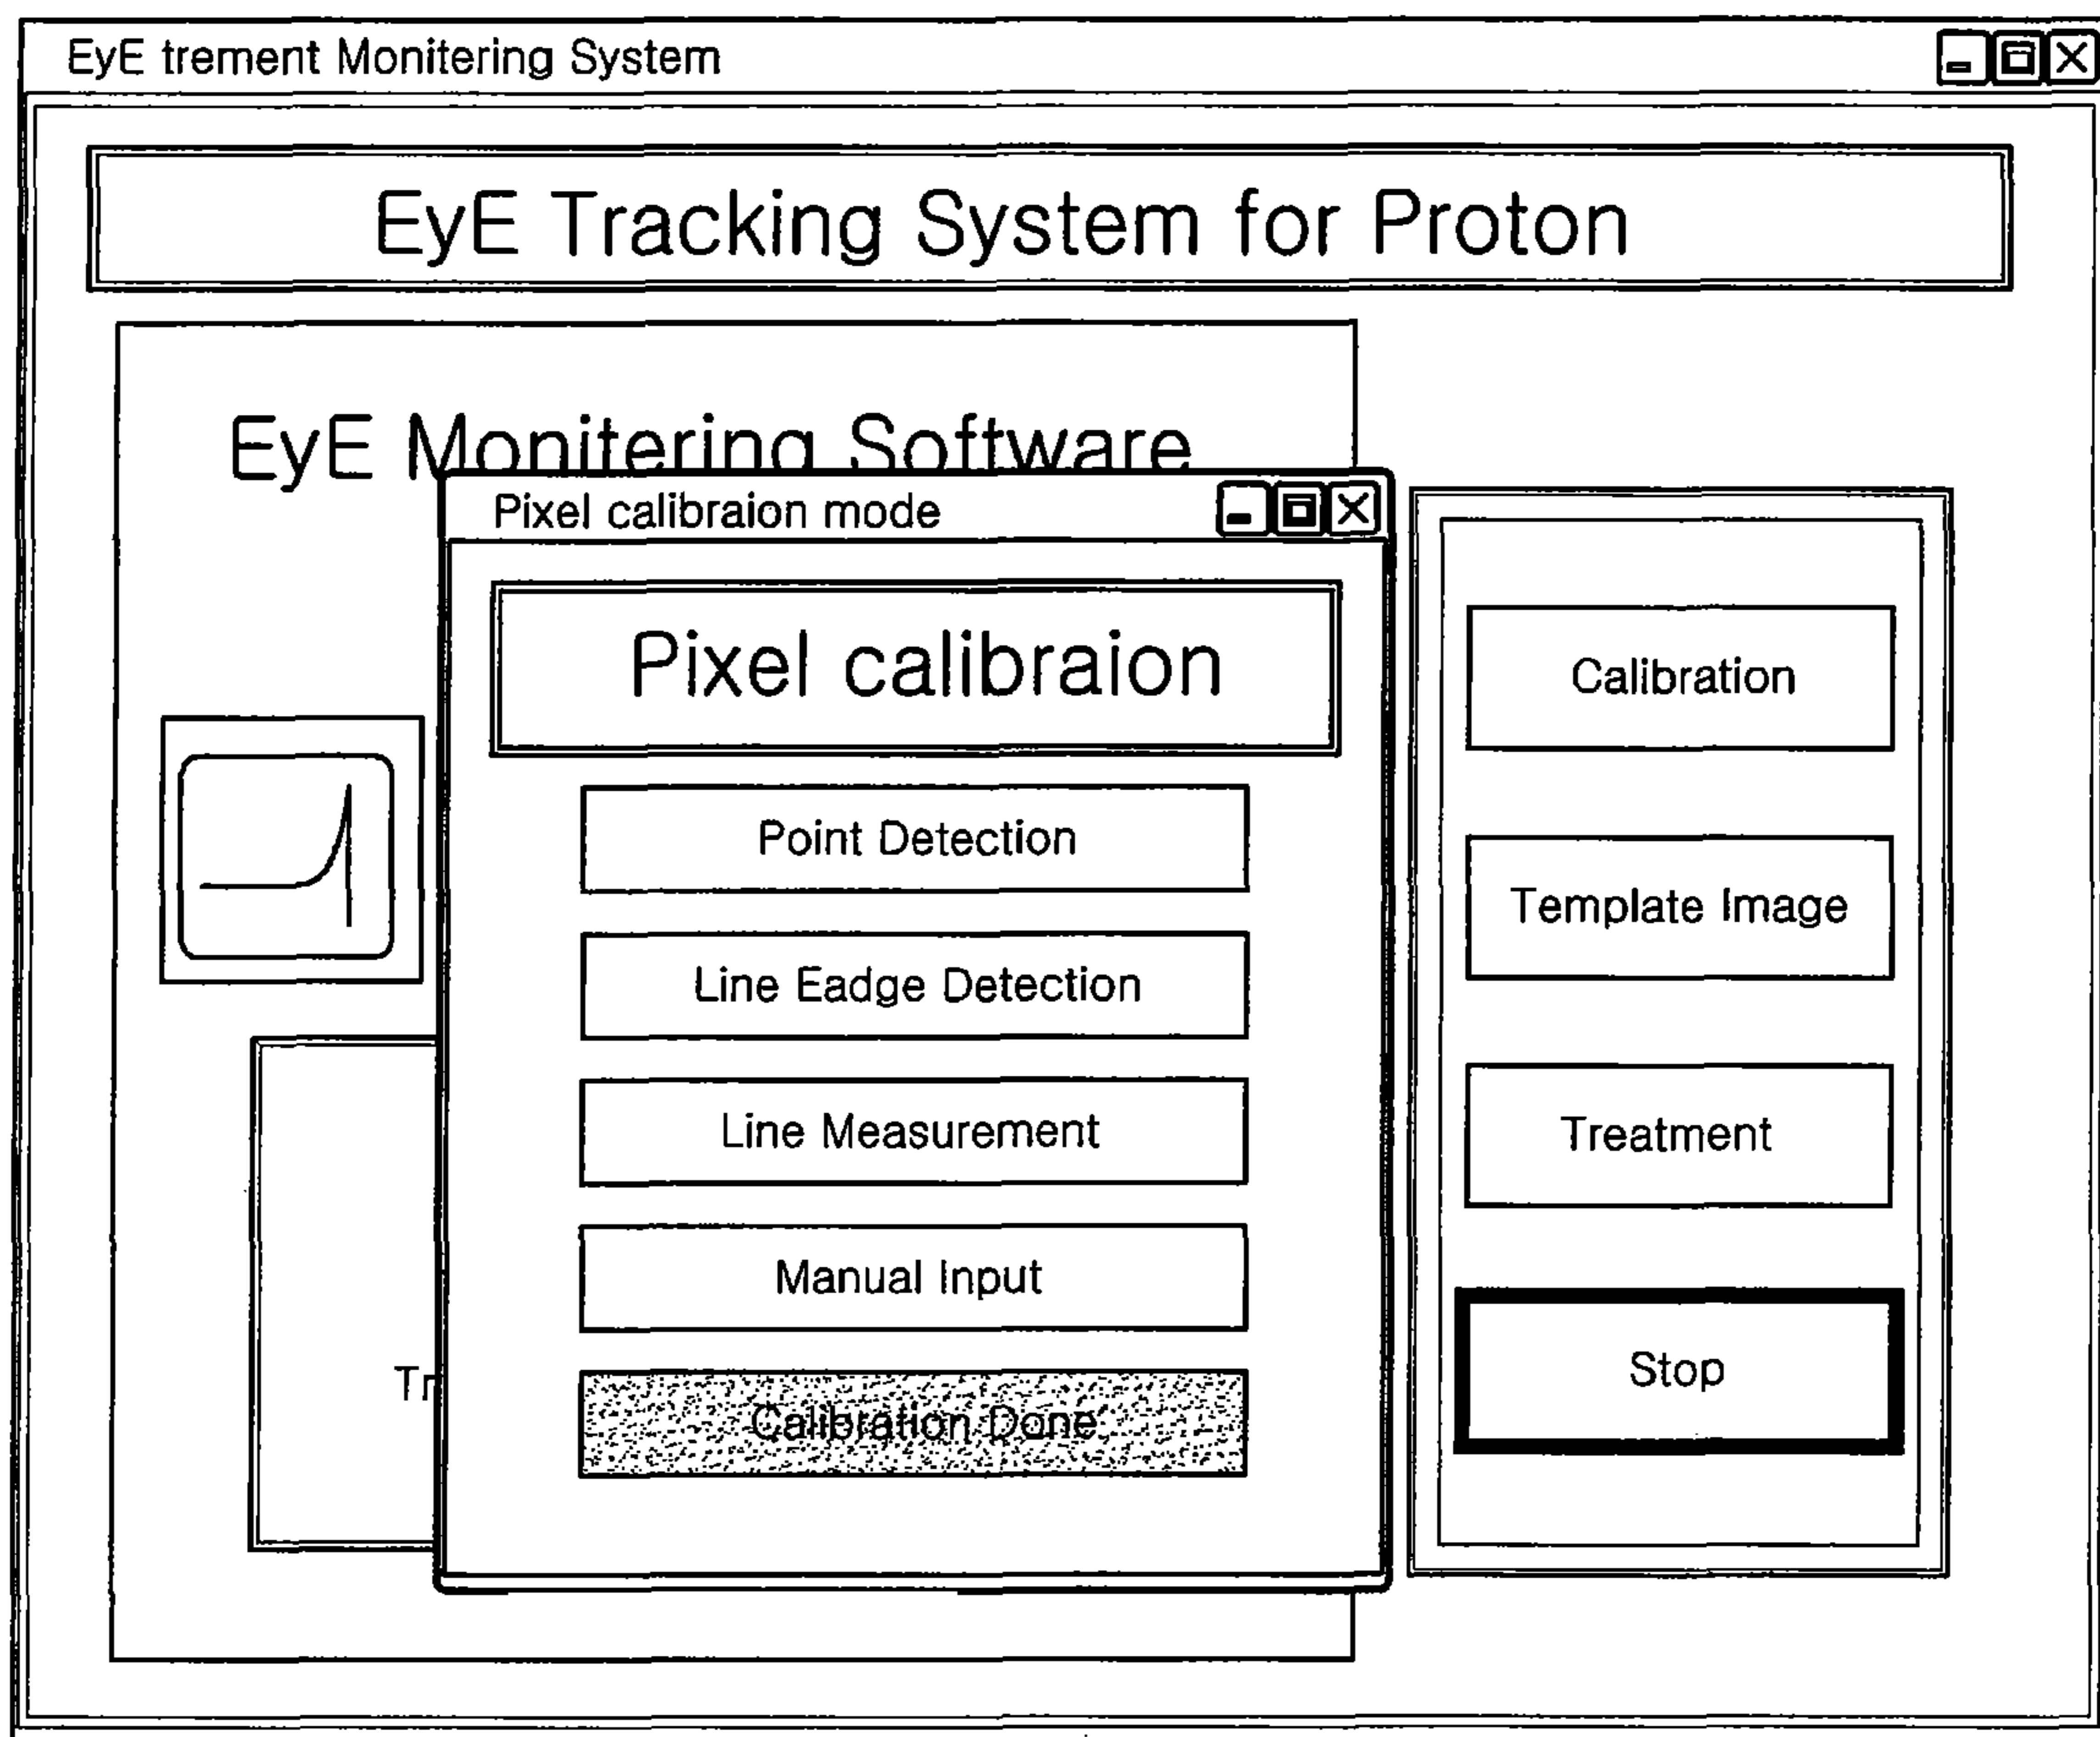 EyE trement Monitering System
EyE Tracking System for Proton
EyE Monitering Software
Pixel calibraion mode
Pixel calibraion
Point Detection
Line Eadge Detection
Line Measurement
Manual Input
Calibration Done
Calibration
Template Image
Treatment
Stop